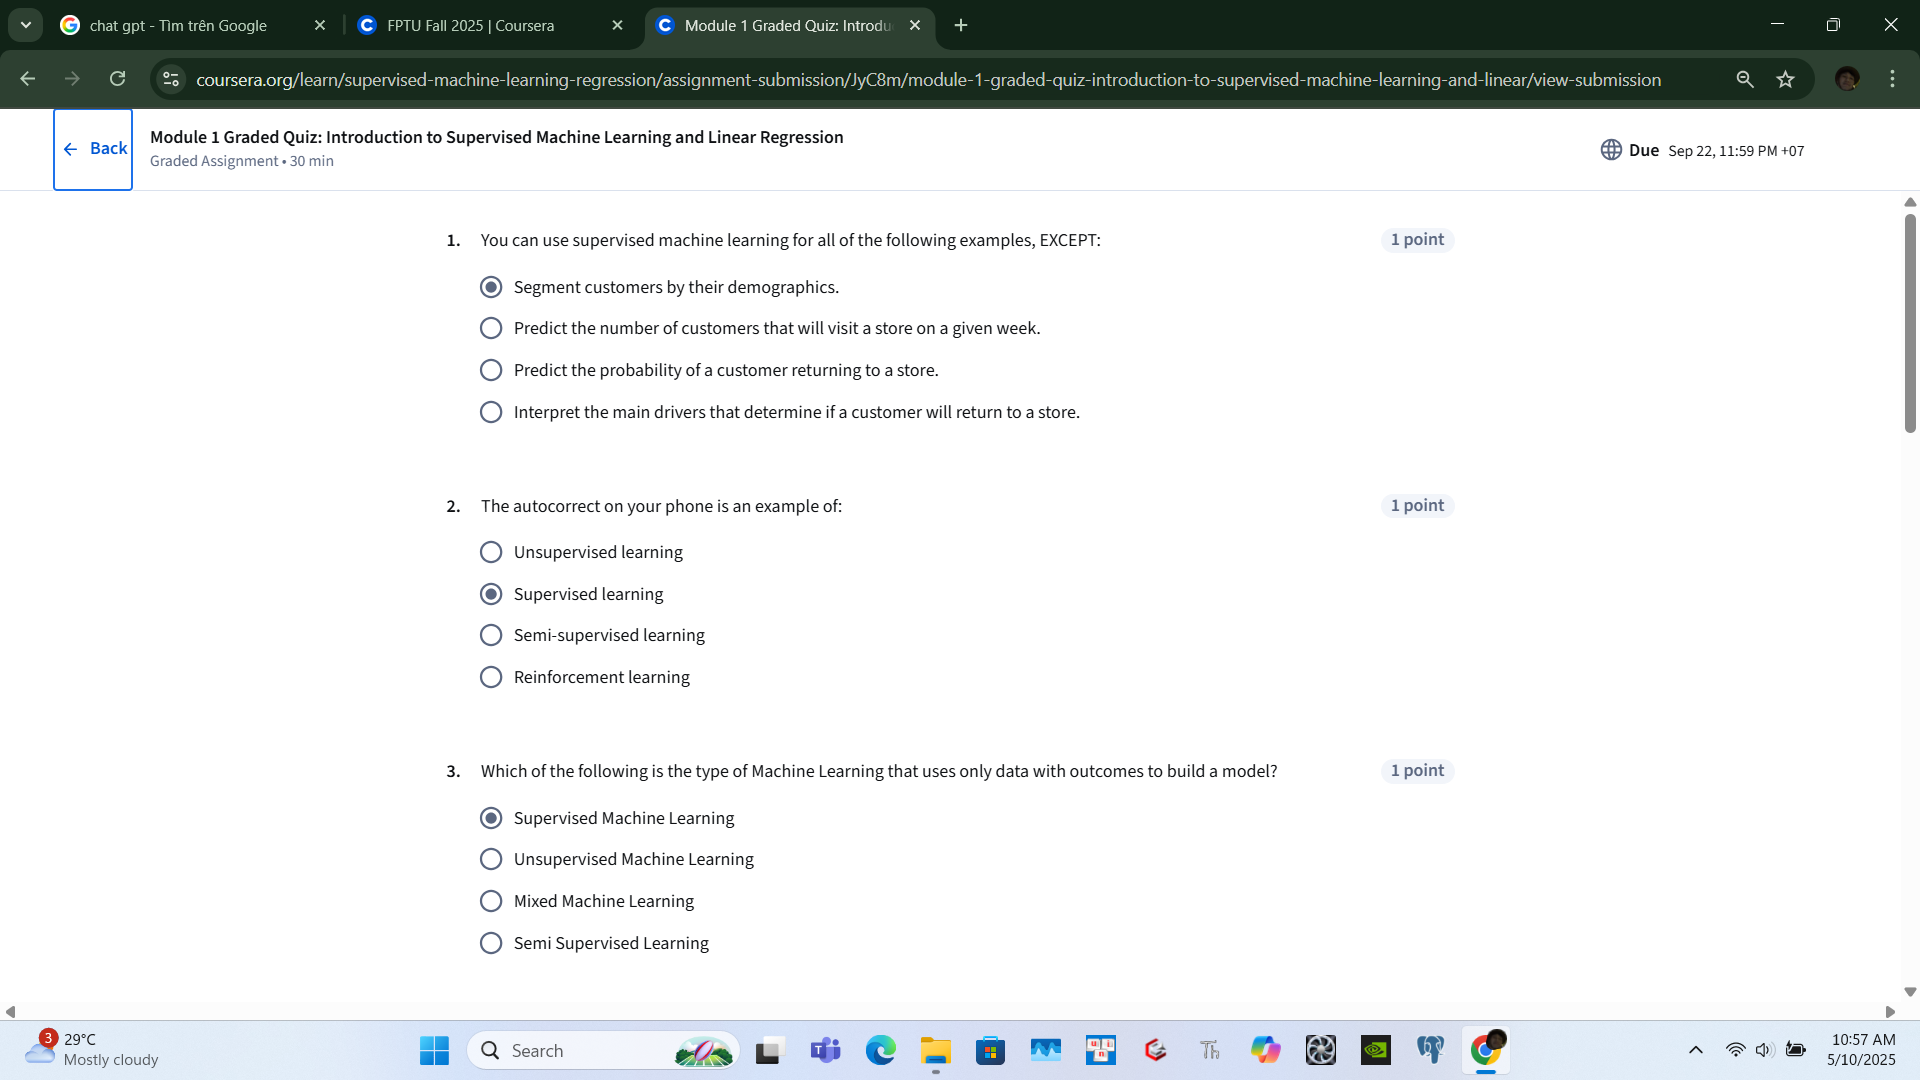 chat gpt - Tìm trên Google
FPTU Fall 2025 | Coursera
Module 1 Graded Quiz: Introdu
coursera.org/learn/supervised-machine-learning-regression/assignment-submission/JyC8m/module-1-graded-quiz-introduction-to-supervised-machine-learning-and-linear/view-submission
Back
Module 1 Graded Quiz: Introduction to Supervised Machine Learning and Linear Regression
Graded Assignment • 30 min
Due Sep 22, 11:59 PM +07
1. You can use supervised machine learning for all of the following examples, EXCEPT:
1 point
Segment customers by their demographics.
Predict the number of customers that will visit a store on a given week.
Predict the probability of a customer returning to a store.
Interpret the main drivers that determine if a customer will return to a store.
2. The autocorrect on your phone is an example of:
1 point
Unsupervised learning
Supervised learning
Semi-supervised learning
Reinforcement learning
3. Which of the following is the type of Machine Learning that uses only data with outcomes to build a model?
1 point
Supervised Machine Learning
Unsupervised Machine Learning
Mixed Machine Learning
Semi Supervised Learning
3
29°C
Mostly cloudy
Search
Th
10:57 AM
5/10/2025